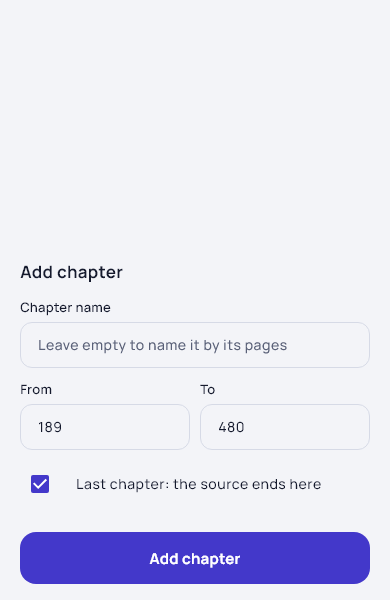 Add chapter
Chapter name
Leave empty to name it by its pages
From To
189 480
Last chapter: the source ends here
Add chapter